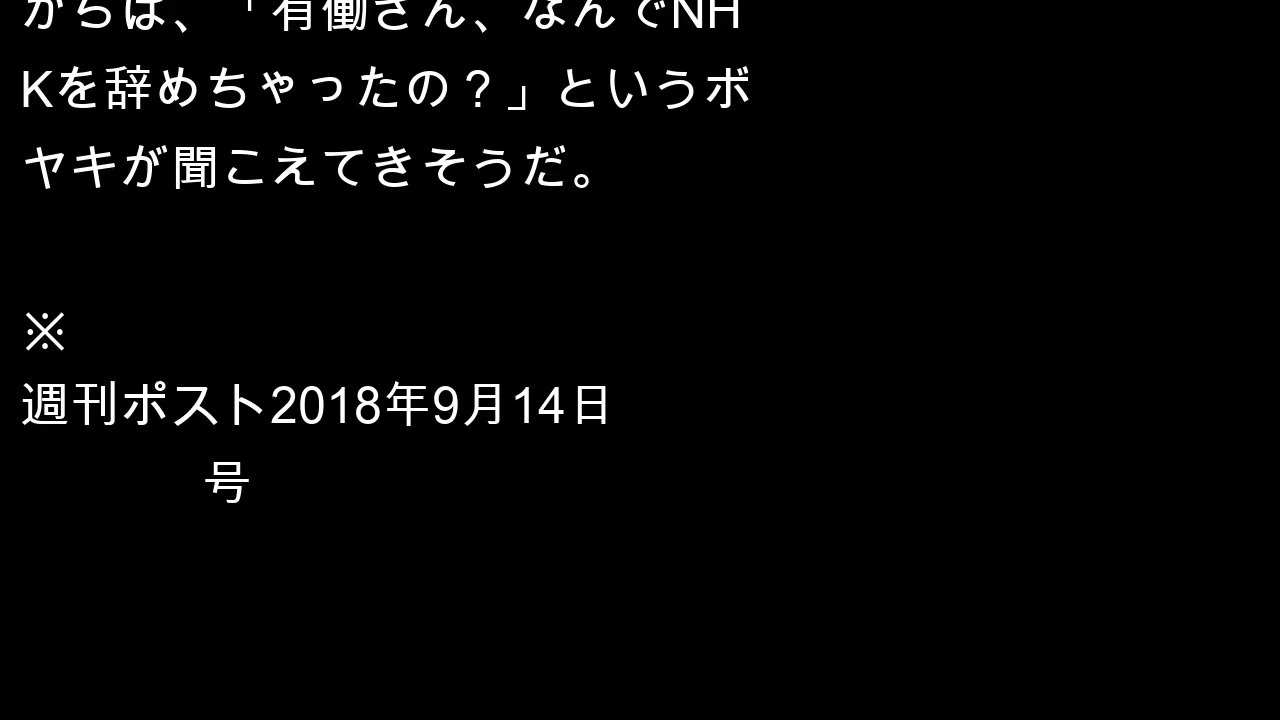 からは、「有働さん、なんでNH
Kを辞めちゃったの？」というボ
ヤキが聞こえてきそうだ。
※
週刊ポスト2018年9月14日
号